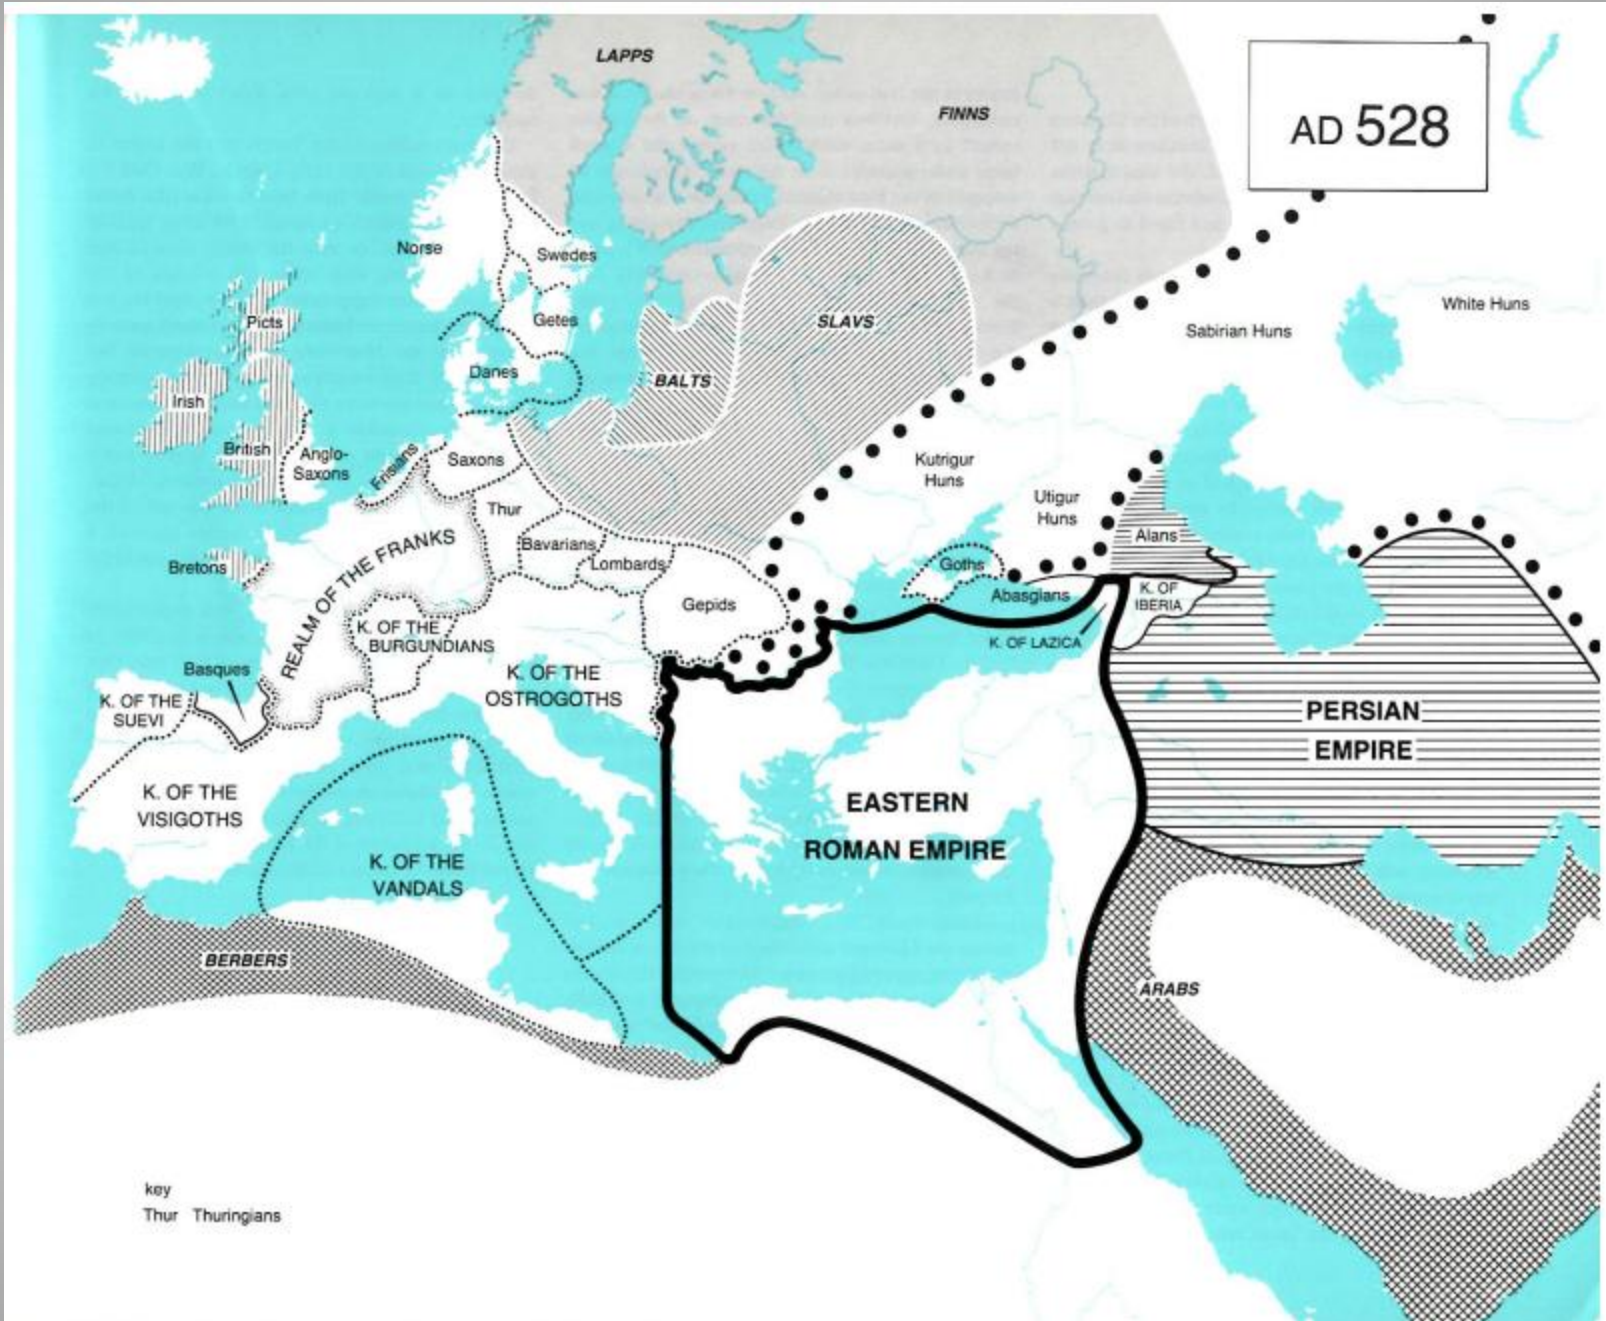 LAPPS
FINNS
AD 528
Norse
Swedes
Getes
Danes
Picts
Irish
British
Anglo-
Saxons
Frisians
Saxons
Thur
Bavarians
Lombards
Gepids
BALTS
SLAVS
Sabirian Huns
White Huns
Kutrigur
Huns
Utigur
Huns
Alans
Goths
Abasgians
K. OF
IBERIA
K. OF LAZICA
Bretons
REALM OF THE FRANKS
K. OF THE
BURGUNDIANS
Basques
K. OF THE
SUEVI
K. OF THE
OSTROGOTHS
K. OF THE
VISIGOTHS
K. OF THE
VANDALS
EASTERN
ROMAN EMPIRE
PERSIAN
EMPIRE
BERBERS
ARABS
key
Thur Thuringians